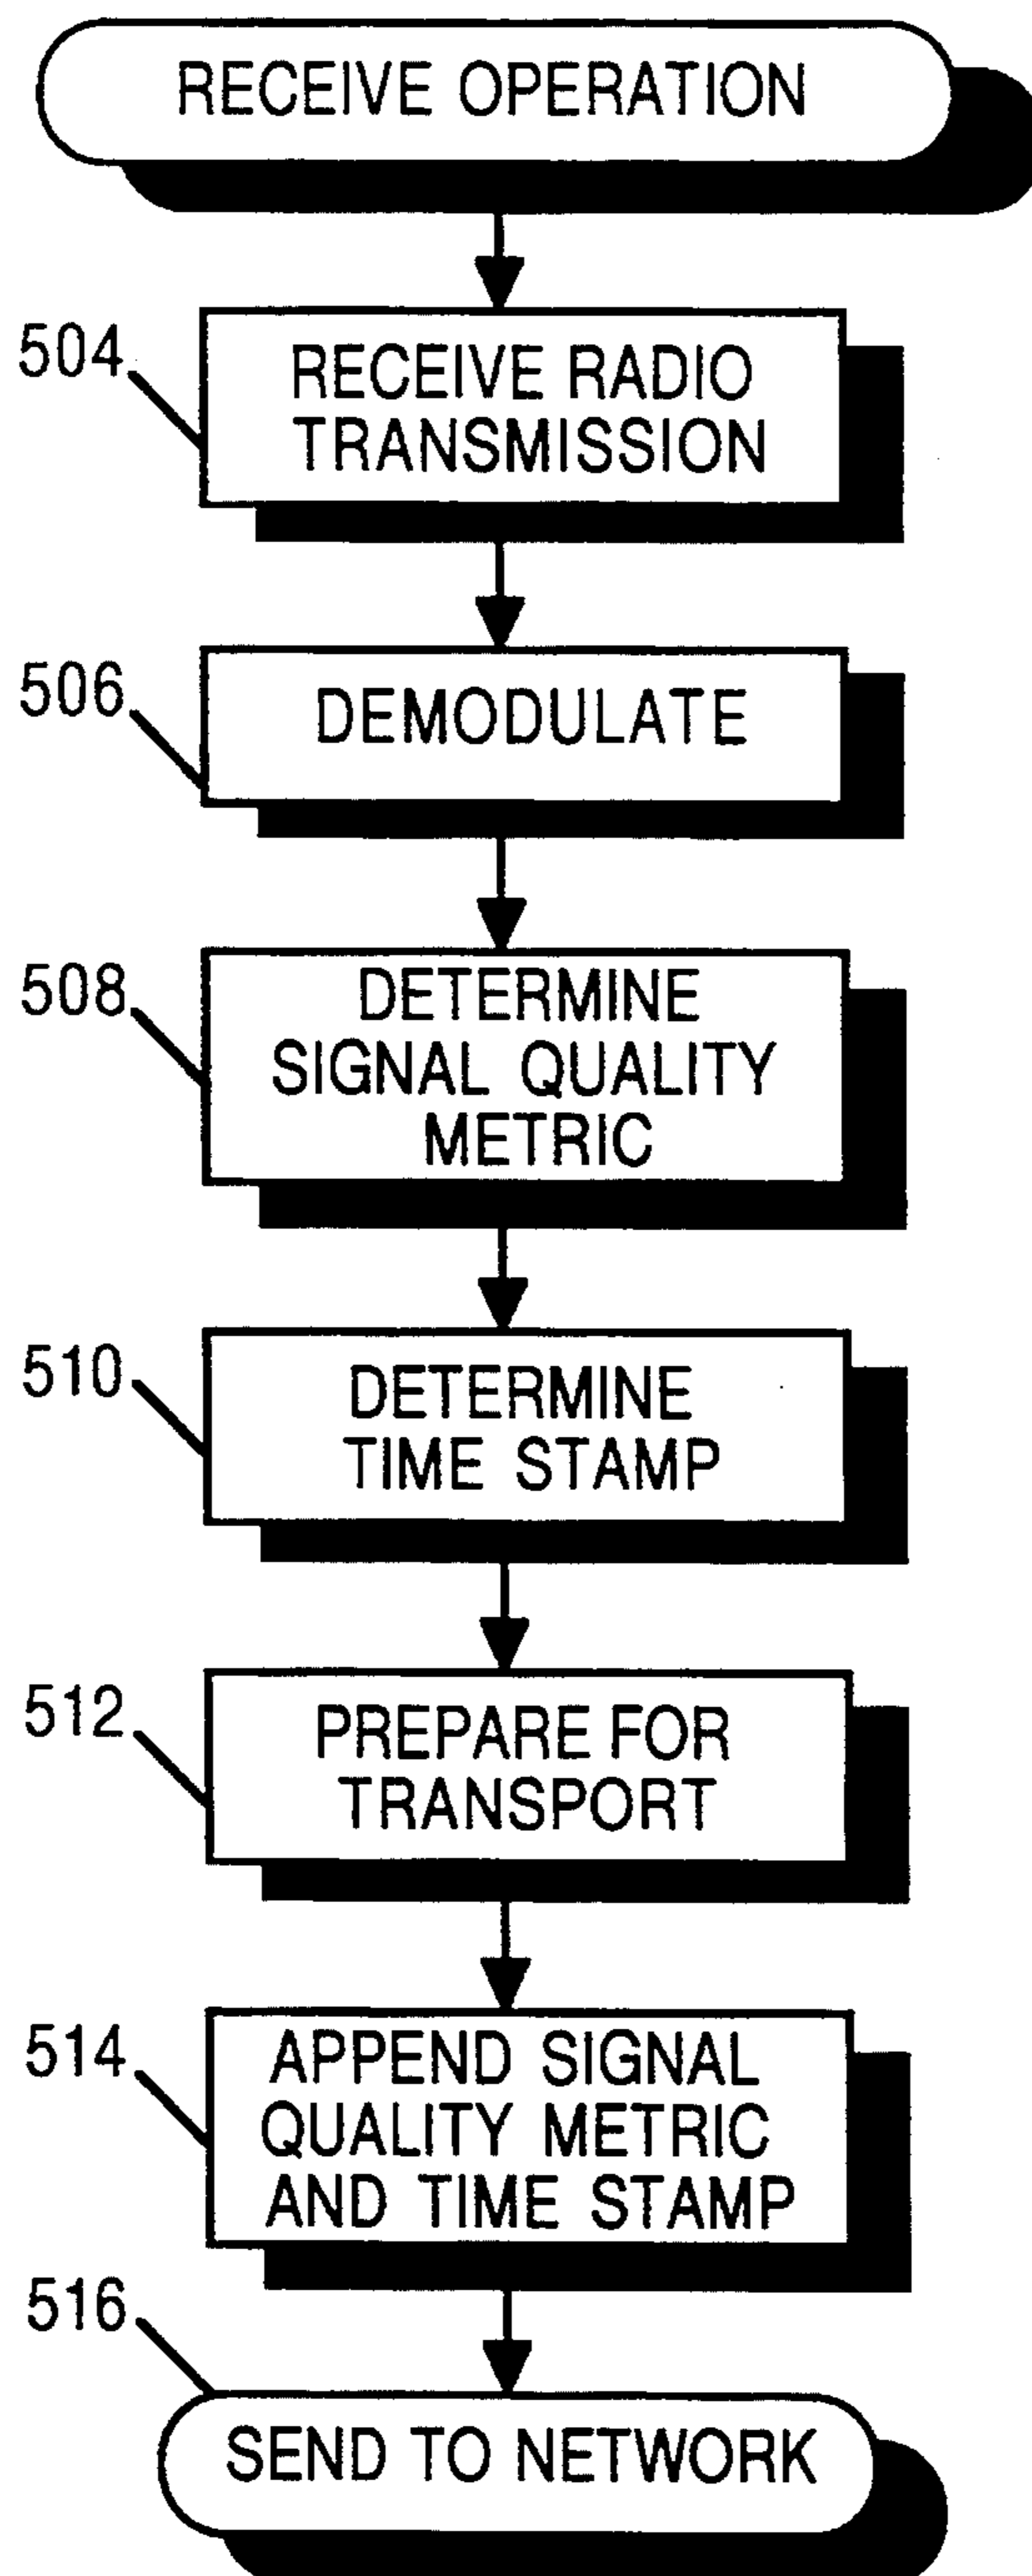 RECEIVE OPERATION
504
RECEIVE RADIO
TRANSMISSION
506
DEMODULATE
508
DETERMINE
SIGNAL QUALITY
METRIC
510
DETERMINE
TIME STAMP
512
PREPARE FOR
TRANSPORT
514
APPEND SIGNAL
QUALITY METRIC
AND TIME STAMP
516
SEND TO NETWORK